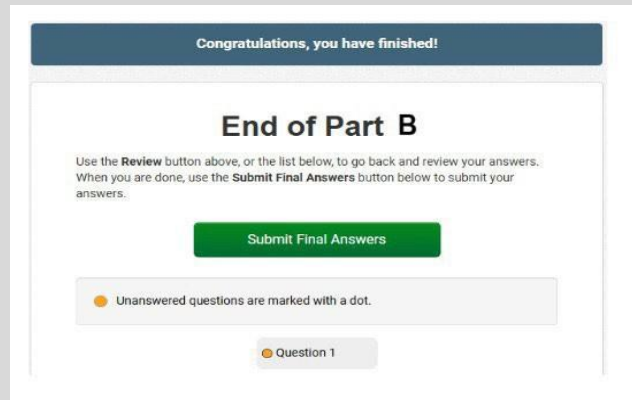 Congratulations, you have finished!
End of Part B
Use the Review button above, or the list below, to go back and review your answers.
When you are done, use the Submit Final Answers button below to submit your
answers.
Submit Final Answers
Unanswered questions are marked with a dot.
Question 1